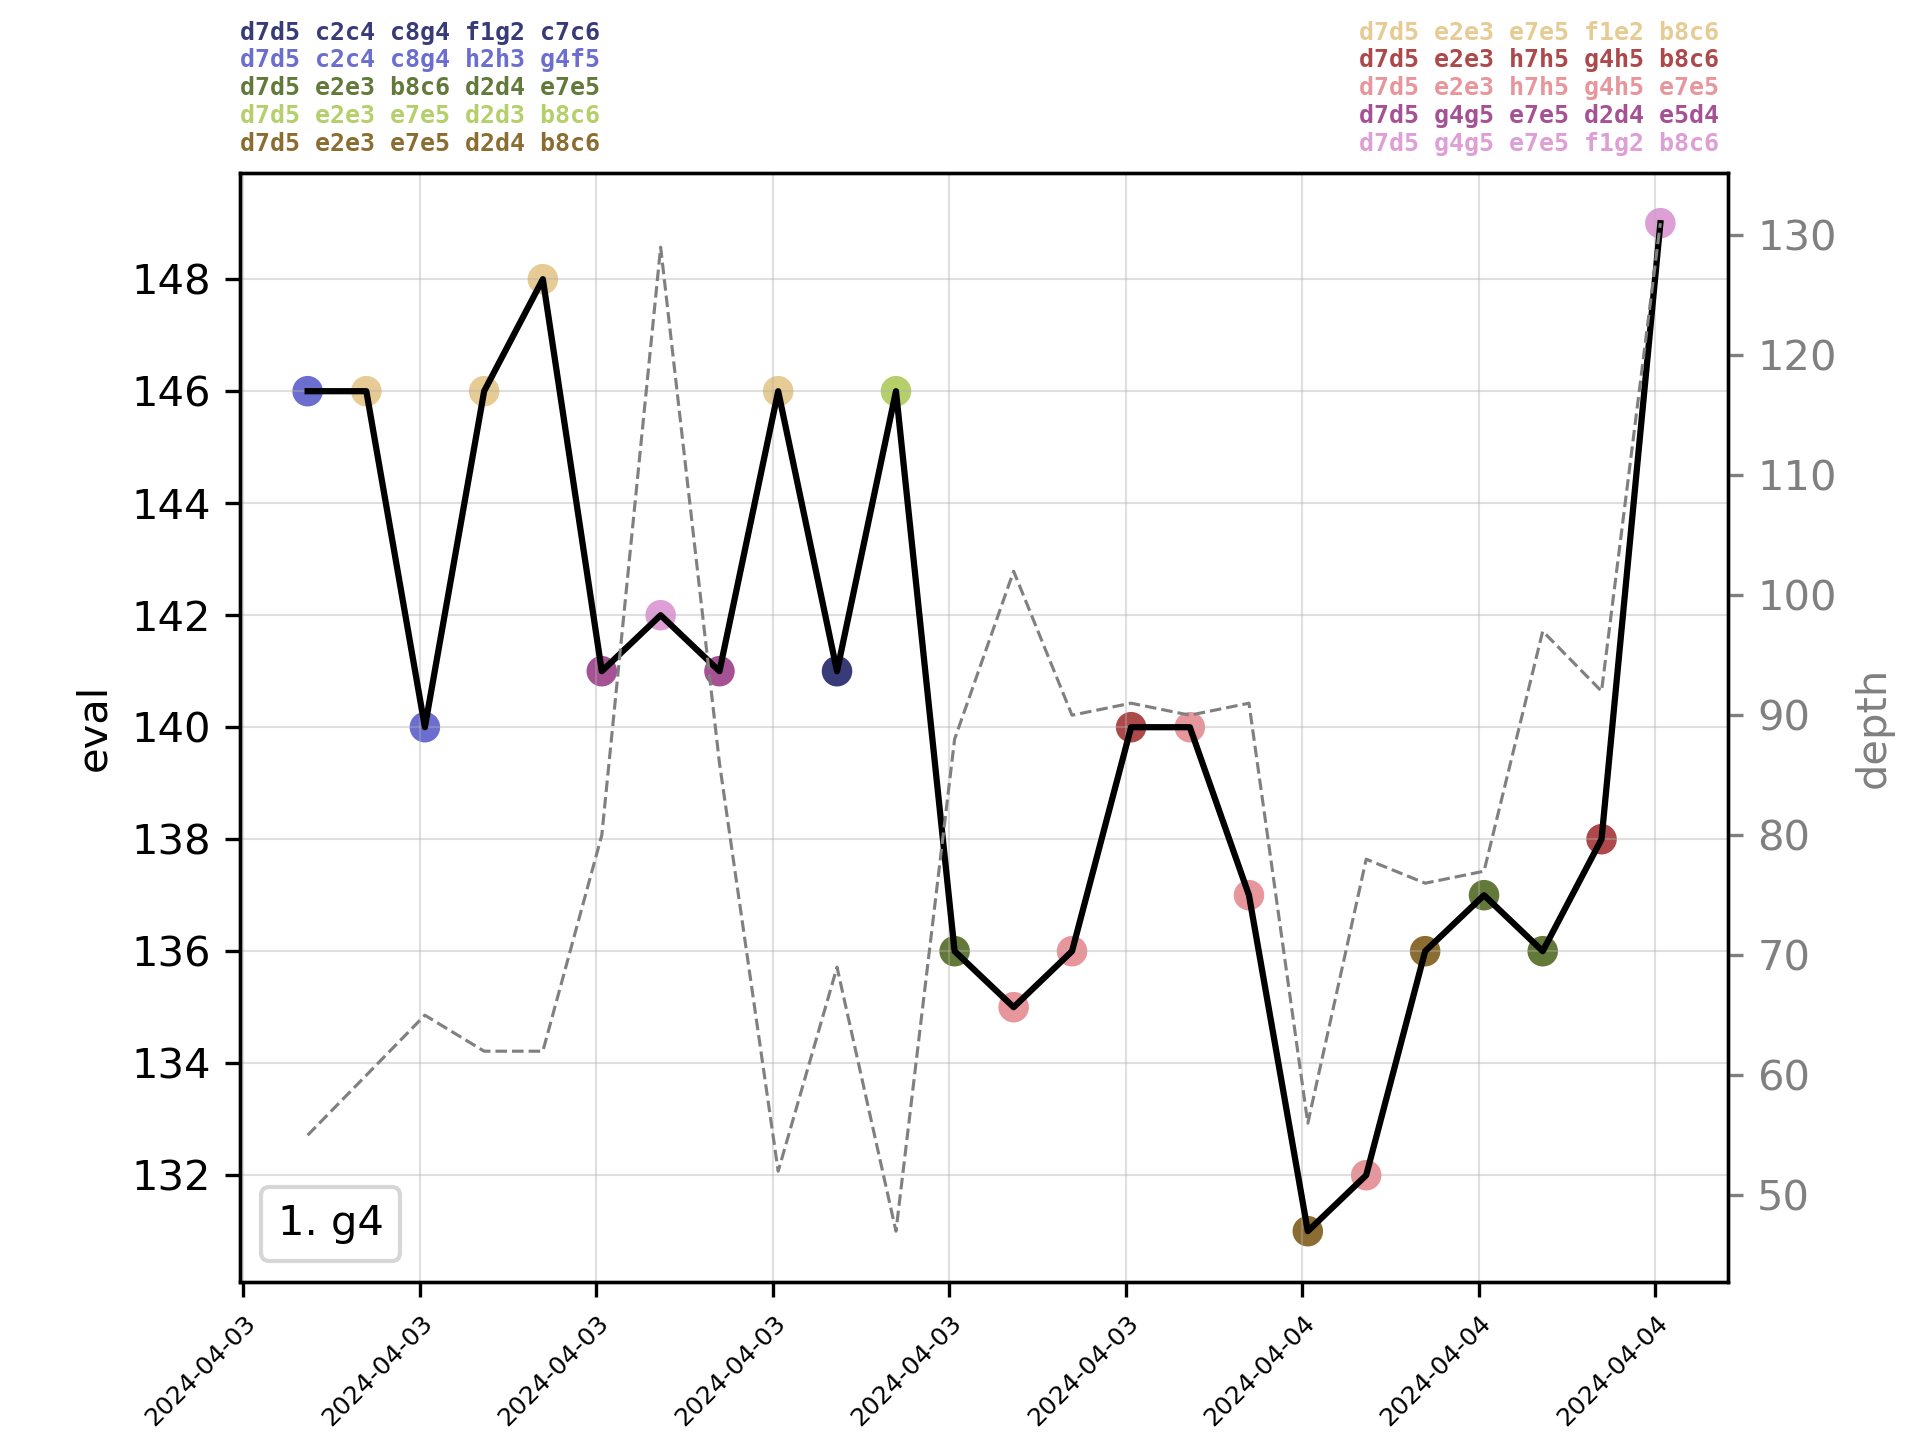 d7d5 c2c4 c8g4 f1g2 c7c6
d7d5 c2c4 c8g4 h2h3 g4f5
d7d5 e2e3 b8c6 d2d4 e7e5
d7d5 e2e3 e7e5 d2d3 b8c6
d7d5 e2e3 e7e5 d2d4 b8c6
d7d5 e2e3 e7e5 f1e2 b8c6
d7d5 e2e3 h7h5 g4h5 b8c6
d7d5 e2e3 h7h5 g4h5 e7e5
d7d5 g4g5 e7e5 d2d4 e5d4
d7d5 g4g5 e7e5 f1g2 b8c6
148
146
144
142
140
138
136
134
132
eval
130
120
110
100
90
80
70
60
50
depth
1. g4
2024-04-03
2024-04-03
2024-04-03
2024-04-03
2024-04-03
2024-04-03
2024-04-04
2024-04-04
2024-04-04